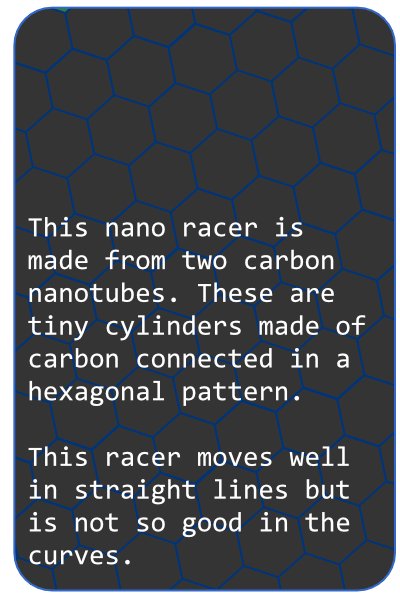 This nano racer is
made from two carbon
nanotubes. These are
tiny cylinders made of
carbon connected in a
hexagonal pattern.
This racer moves well
in straight lines but
is not so good in the
curves.